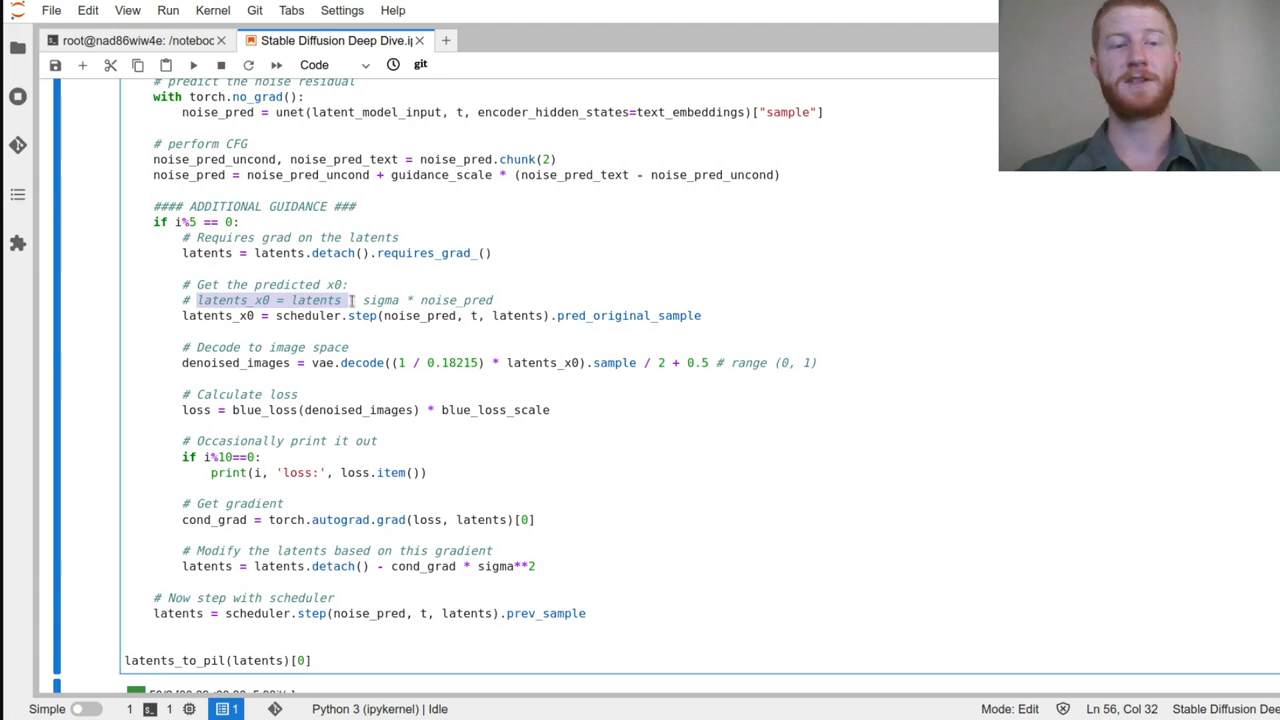 File Edit View Run Kernel Git Tabs Settings Help
root@nad86wiw4e: /noteboo × Stable Diffusion Deep Dive.ip × +
Code git
# predict the noise residual
with torch.no_grad():
noise_pred = unet(latent_model_input, t, encoder_hidden_states=text_embeddings)["sample"]
# perform CFG
noise_pred_uncond, noise_pred_text = noise_pred.chunk(2)
noise_pred = noise_pred_uncond + guidance_scale * (noise_pred_text - noise_pred_uncond)
#### ADDITIONAL GUIDANCE ###
if i%5 == 0:
# Requires grad on the latents
latents = latents.detach().requires_grad_()
# Get the predicted x0:
# latents_x0 = latents sigma * noise_pred
latents_x0 = scheduler.step(noise_pred, t, latents).pred_original_sample
# Decode to image space
denoised_images = vae.decode((1 / 0.18215) * latents_x0).sample / 2 + 0.5 # range (0, 1)
# Calculate loss
loss = blue_loss(denoised_images) * blue_loss_scale
# Occasionally print it out
if i%10==0:
print(i, 'loss:', loss.item())
# Get gradient
cond_grad = torch.autograd.grad(loss, latents)[0]
# Modify the latents based on this gradient
latents = latents.detach() - cond_grad * sigma**2
# Now step with scheduler
latents = scheduler.step(noise_pred, t, latents).prev_sample
latents_to_pil(latents)[0]
Simple 1 1 1 Python 3 (ipykernel) | Idle Mode: Edit Ln 56, Col 32 Stable Diffusion Dee